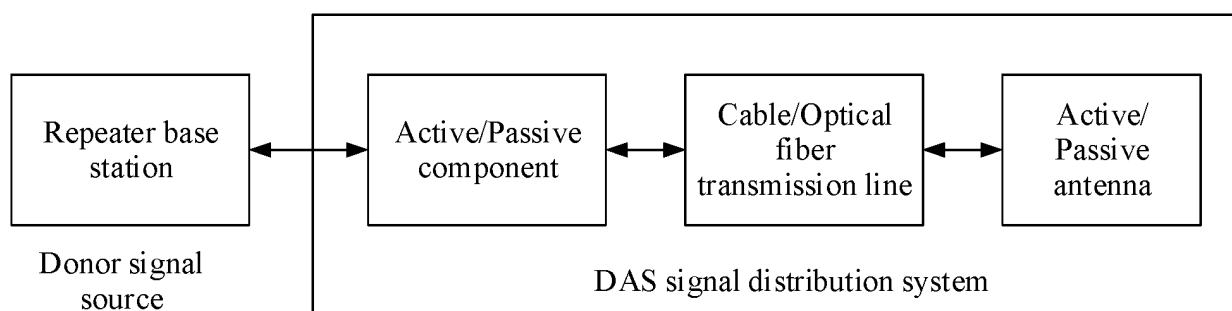 Repeater base
station
Active/Passive
component
Cable/Optical
fiber
transmission line
Active/
Passive
antenna
Donor signal
source
DAS signal distribution system